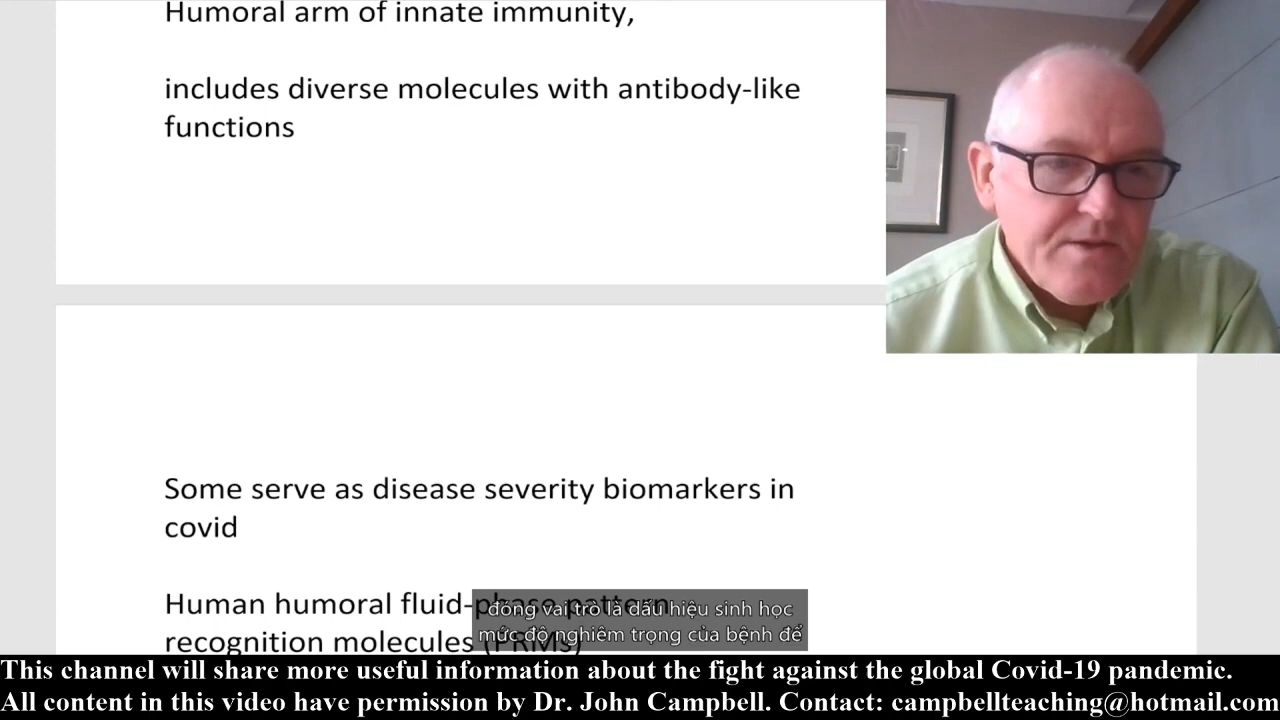 Humoral arm of innate immunity,
includes diverse molecules with antibody-like
functions
Some serve as disease severity biomarkers in
covid
Human humoral fluid-phase pattern
recognition molecules (PRMs)
đóng vai trò là dấu hiệu sinh học
mức độ nghiêm trọng của bệnh để
This channel will share more useful information about the fight against the global Covid-19 pandemic.
All content in this video have permission by Dr. John Campbell. Contact: campbellteaching@hotmail.com